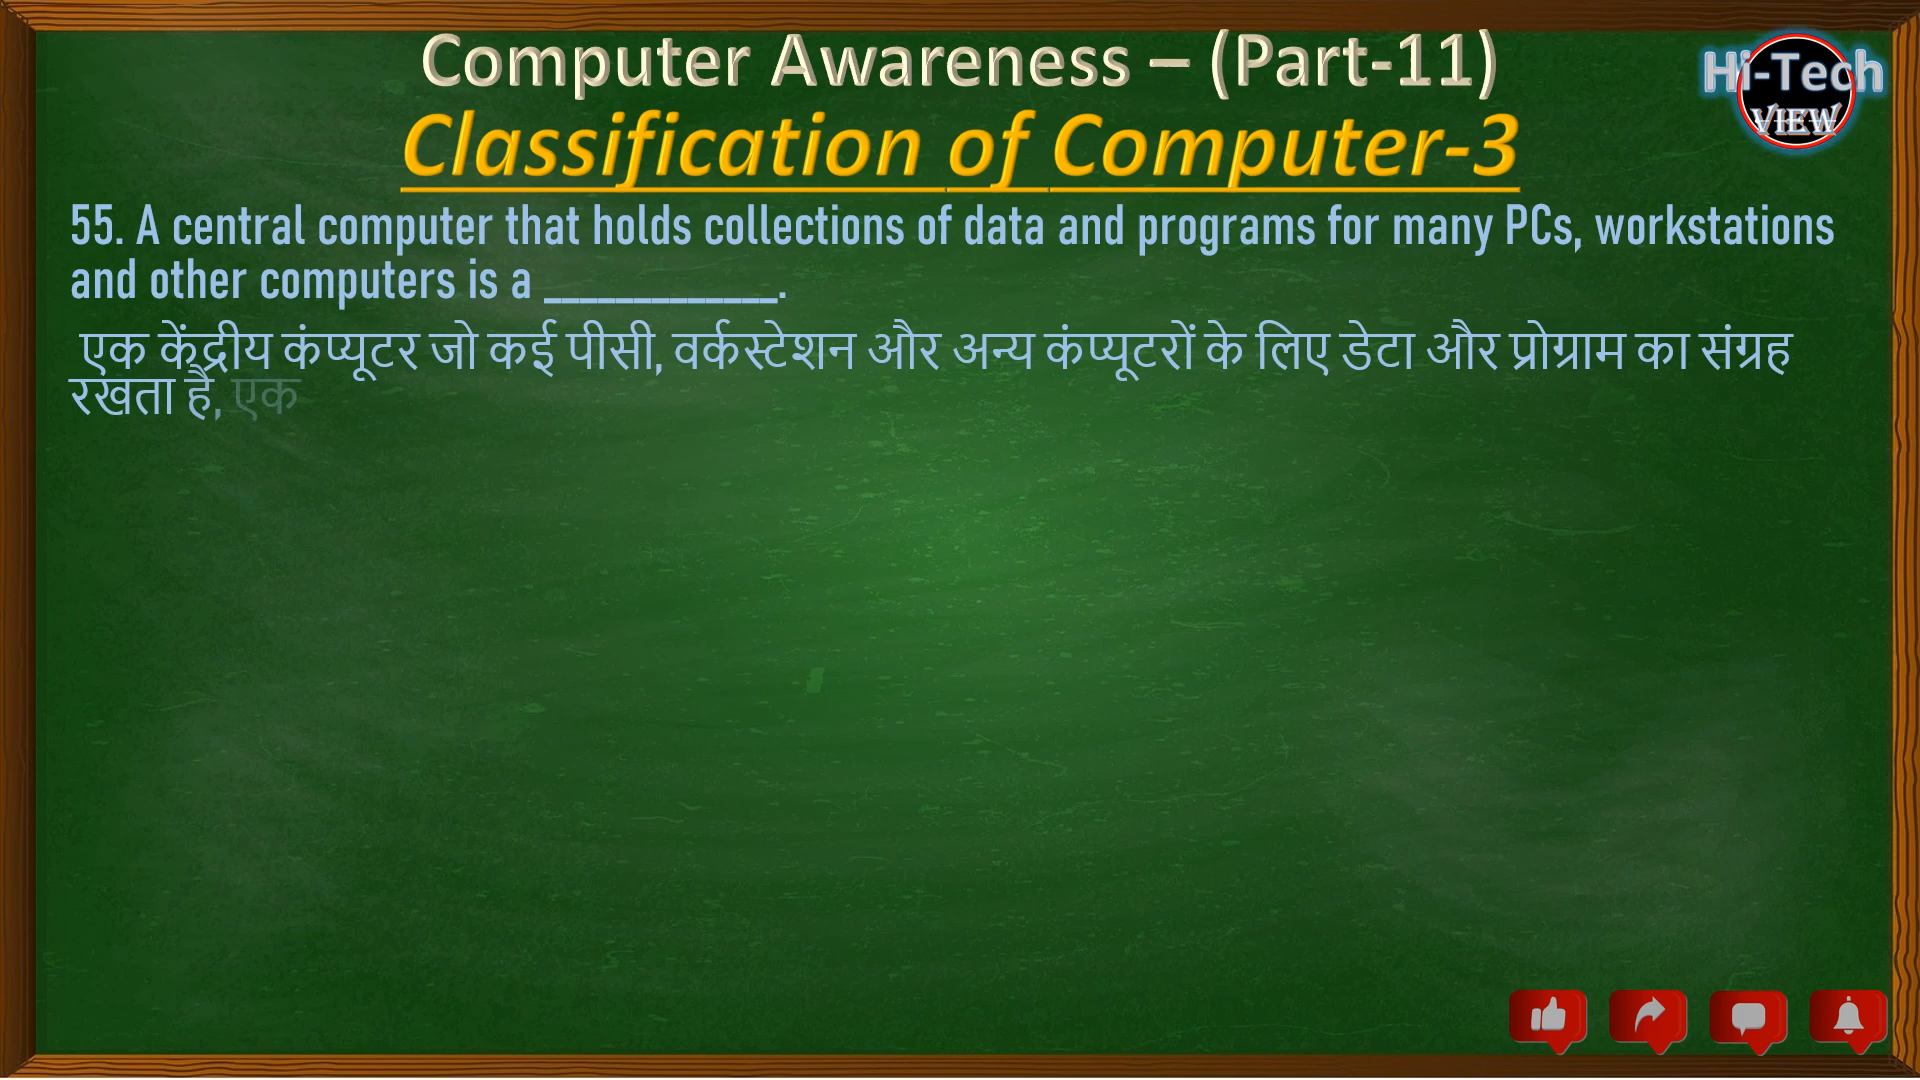 Computer Awareness – (Part-11)
Hi-Tech
VIEW
Classification of Computer-3
55. A central computer that holds collections of data and programs for many PCs, workstations
and other computers is a _____________.
एक केंद्रीय कंप्यूटर जो कई पीसी, वर्कस्टेशन और अन्य कंप्यूटरों के लिए डेटा और प्रोग्राम का संग्रह
रखता है, एक